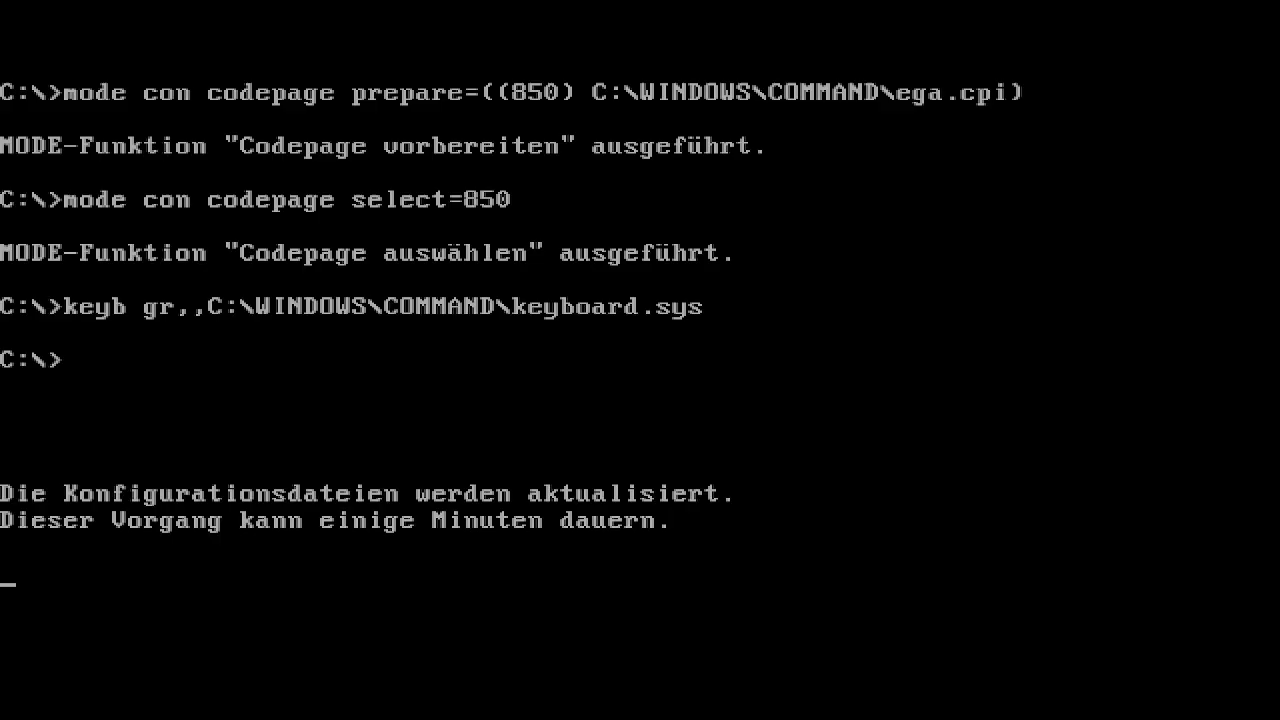 C:\>mode con codepage prepare=((850) C:\WINDOWS\COMMAND\ega.cpi)
MODE-Funktion "Codepage vorbereiten" ausgeführt.
C:\>mode con codepage select=850
MODE-Funktion "Codepage auswählen" ausgeführt.
C:\>keyb gr,,C:\WINDOWS\COMMAND\keyboard.sys
C:\>
Die Konfigurationsdateien werden aktualisiert.
Dieser Vorgang kann einige Minuten dauern.